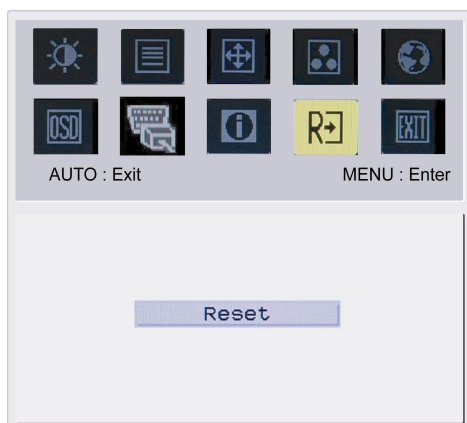 OSD
R
EXIT
AUTO : Exit
MENU : Enter
Reset